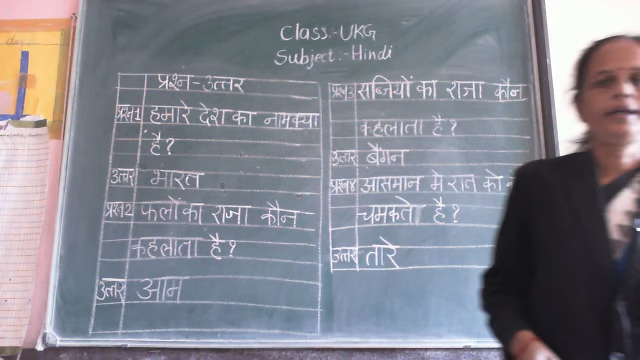 Class:-UKG
Subject:-Hindi
प्रश्न-उत्तर
प्रश्न1 हमारे देश का नाम क्या
है?
उत्तर भारत
प्रश्न2 फलों का राजा कौन
कहलाता है?
उत्तर आम
प्रश्न3 सब्जियों का राजा कौन
कहलाता है?
उत्तर बैंगन
प्रश्न४ आसमान मे रात को
चमकते है?
उत्तर तारे